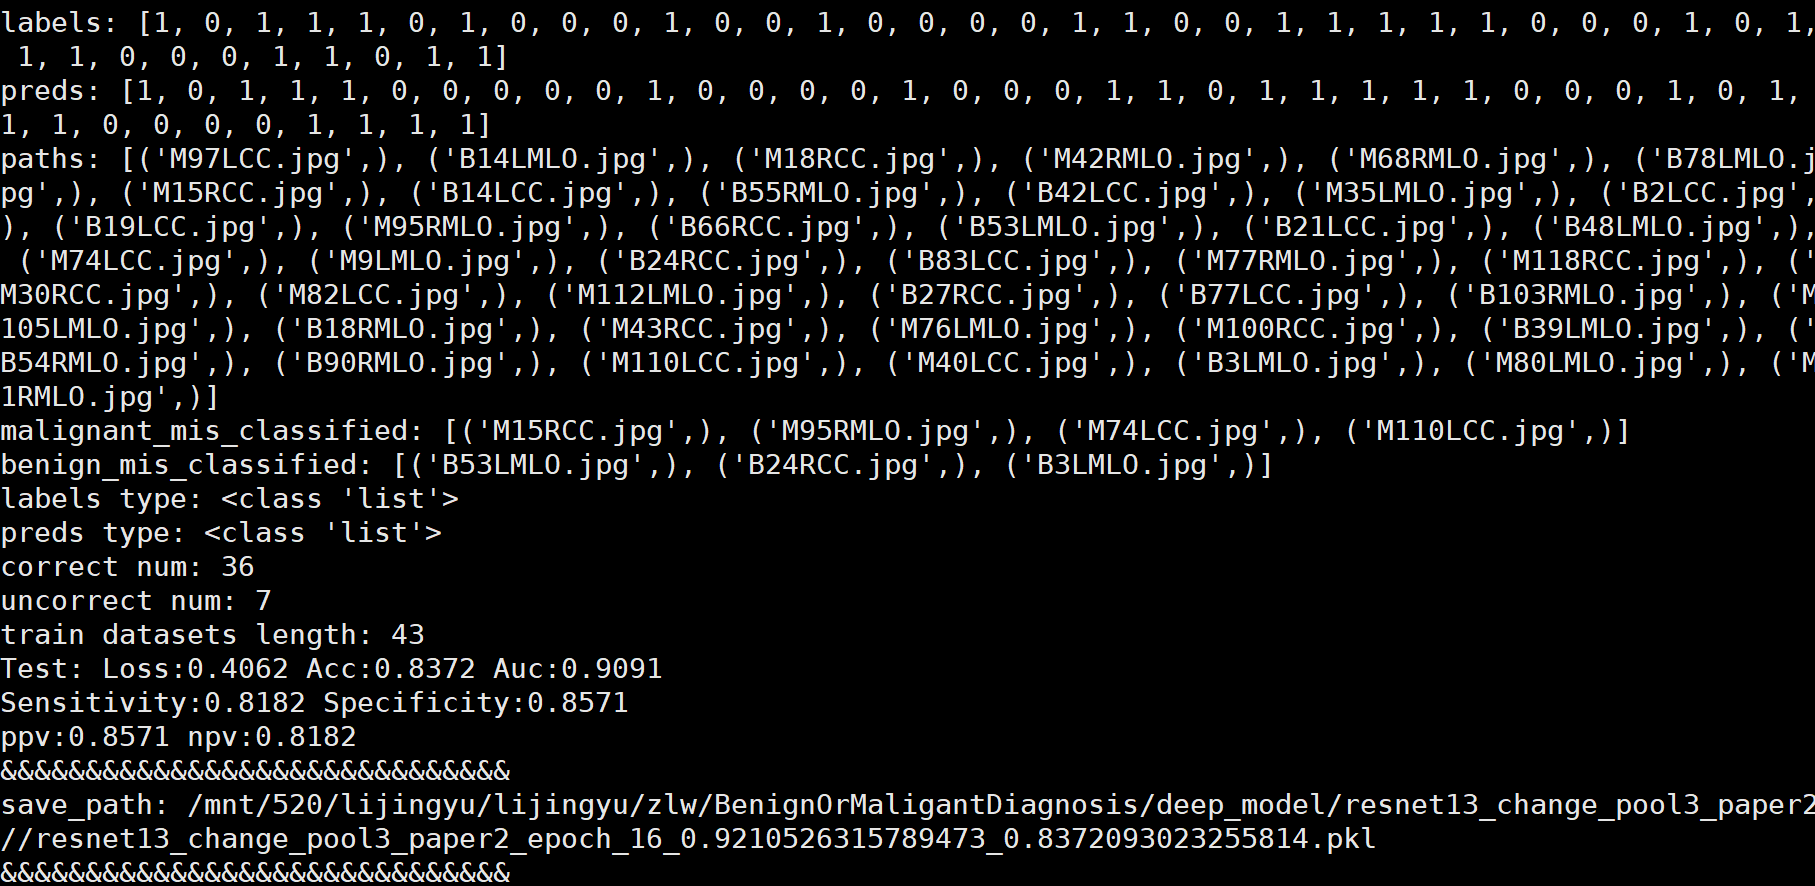 labels: [1, 0, 1, 1, 1, 0, 1, 0, 0, 0, 1, 0, 0, 1, 0, 0, 0, 0, 1, 1, 0, 0, 1, 1, 1, 1, 1, 0, 0, 0, 1, 0, 1,
 1, 1, 0, 0, 0, 1, 1, 0, 1, 1]
preds: [1, 0, 1, 1, 1, 0, 0, 0, 0, 0, 1, 0, 0, 0, 0, 1, 0, 0, 0, 1, 1, 0, 1, 1, 1, 1, 1, 0, 0, 0, 1, 0, 1,
1, 1, 0, 0, 0, 0, 1, 1, 1, 1]
paths: [('M97LCC.jpg',), ('B14LMLO.jpg',), ('M18RCC.jpg',), ('M42RMLO.jpg',), ('M68RMLO.jpg',), ('B78LMLO.j
pg',), ('M15RCC.jpg',), ('B14LCC.jpg',), ('B55RMLO.jpg',), ('B42LCC.jpg',), ('M35LMLO.jpg',), ('B2LCC.jpg',
), ('B19LCC.jpg',), ('M95RMLO.jpg',), ('B66RCC.jpg',), ('B53LMLO.jpg',), ('B21LCC.jpg',), ('B48LMLO.jpg',),
 ('M74LCC.jpg',), ('M9LMLO.jpg',), ('B24RCC.jpg',), ('B83LCC.jpg',), ('M77RMLO.jpg',), ('M118RCC.jpg',), ('
M30RCC.jpg',), ('M82LCC.jpg',), ('M112LMLO.jpg',), ('B27RCC.jpg',), ('B77LCC.jpg',), ('B103RMLO.jpg',), ('M
105LMLO.jpg',), ('B18RMLO.jpg',), ('M43RCC.jpg',), ('M76LMLO.jpg',), ('M100RCC.jpg',), ('B39LMLO.jpg',), ('
B54RMLO.jpg',), ('B90RMLO.jpg',), ('M110LCC.jpg',), ('M40LCC.jpg',), ('B3LMLO.jpg',), ('M80LMLO.jpg',), ('M
1RMLO.jpg',)]
malignant_mis_classified: [('M15RCC.jpg',), ('M95RMLO.jpg',), ('M74LCC.jpg',), ('M110LCC.jpg',)]
benign_mis_classified: [('B53LMLO.jpg',), ('B24RCC.jpg',), ('B3LMLO.jpg',)]
labels type: <class 'list'>
preds type: <class 'list'>
correct num: 36
uncorrect num: 7
train datasets length: 43
Test: Loss:0.4062 Acc:0.8372 Auc:0.9091
Sensitivity:0.8182 Specificity:0.8571
ppv:0.8571 npv:0.8182
&&&&&&&&&&&&&&&&&&&&&&&&&&&&&&
save_path: /mnt/520/lijingyu/lijingyu/zlw/BenignOrMaligantDiagnosis/deep_model/resnet13_change_pool3_paper2
//resnet13_change_pool3_paper2_epoch_16_0.9210526315789473_0.8372093023255814.pkl
&&&&&&&&&&&&&&&&&&&&&&&&&&&&&&